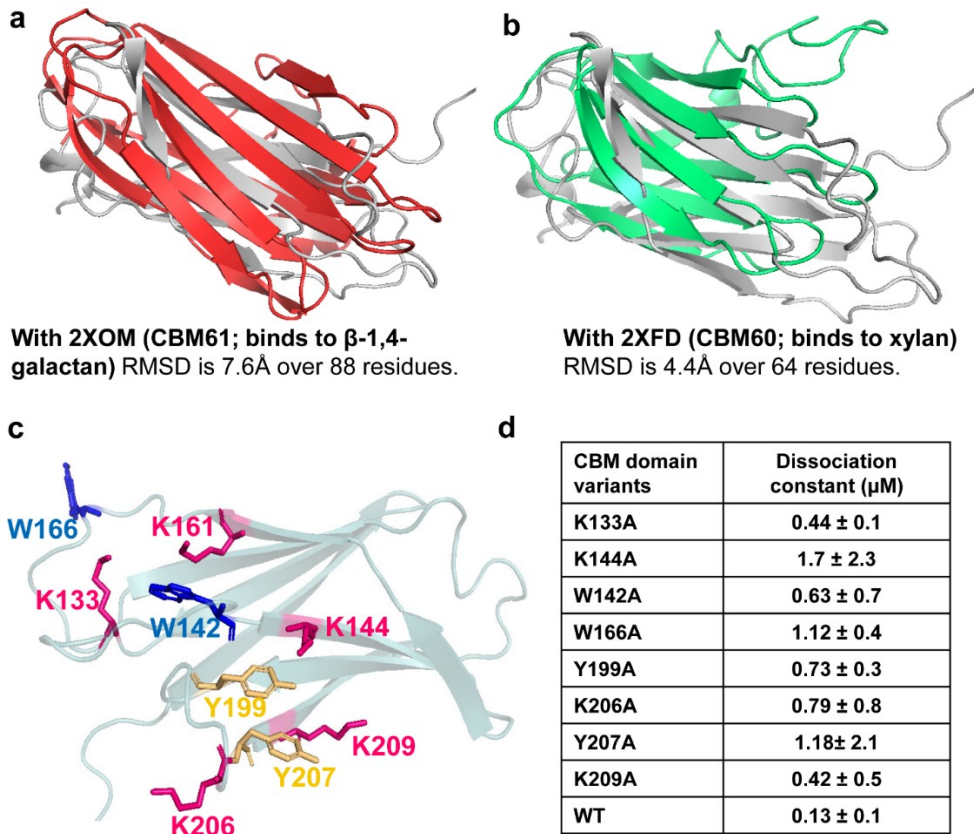 a
b
With 2XOM (CBM61; binds to β-1,4-
galactan) RMSD is 7.6Å over 88 residues.
With 2XFD (CBM60; binds to xylan)
RMSD is 4.4Å over 64 residues.
c
W166
K161
K133
W142
K144
Y199
K209
Y207
K206
d
CBM domain variants Dissociation constant (µM)
K133A 0.44 ± 0.1
K144A 1.7 ± 2.3
W142A 0.63 ± 0.7
W166A 1.12 ± 0.4
Y199A 0.73 ± 0.3
K206A 0.79 ± 0.8
Y207A 1.18± 2.1
K209A 0.42 ± 0.5
WT 0.13 ± 0.1